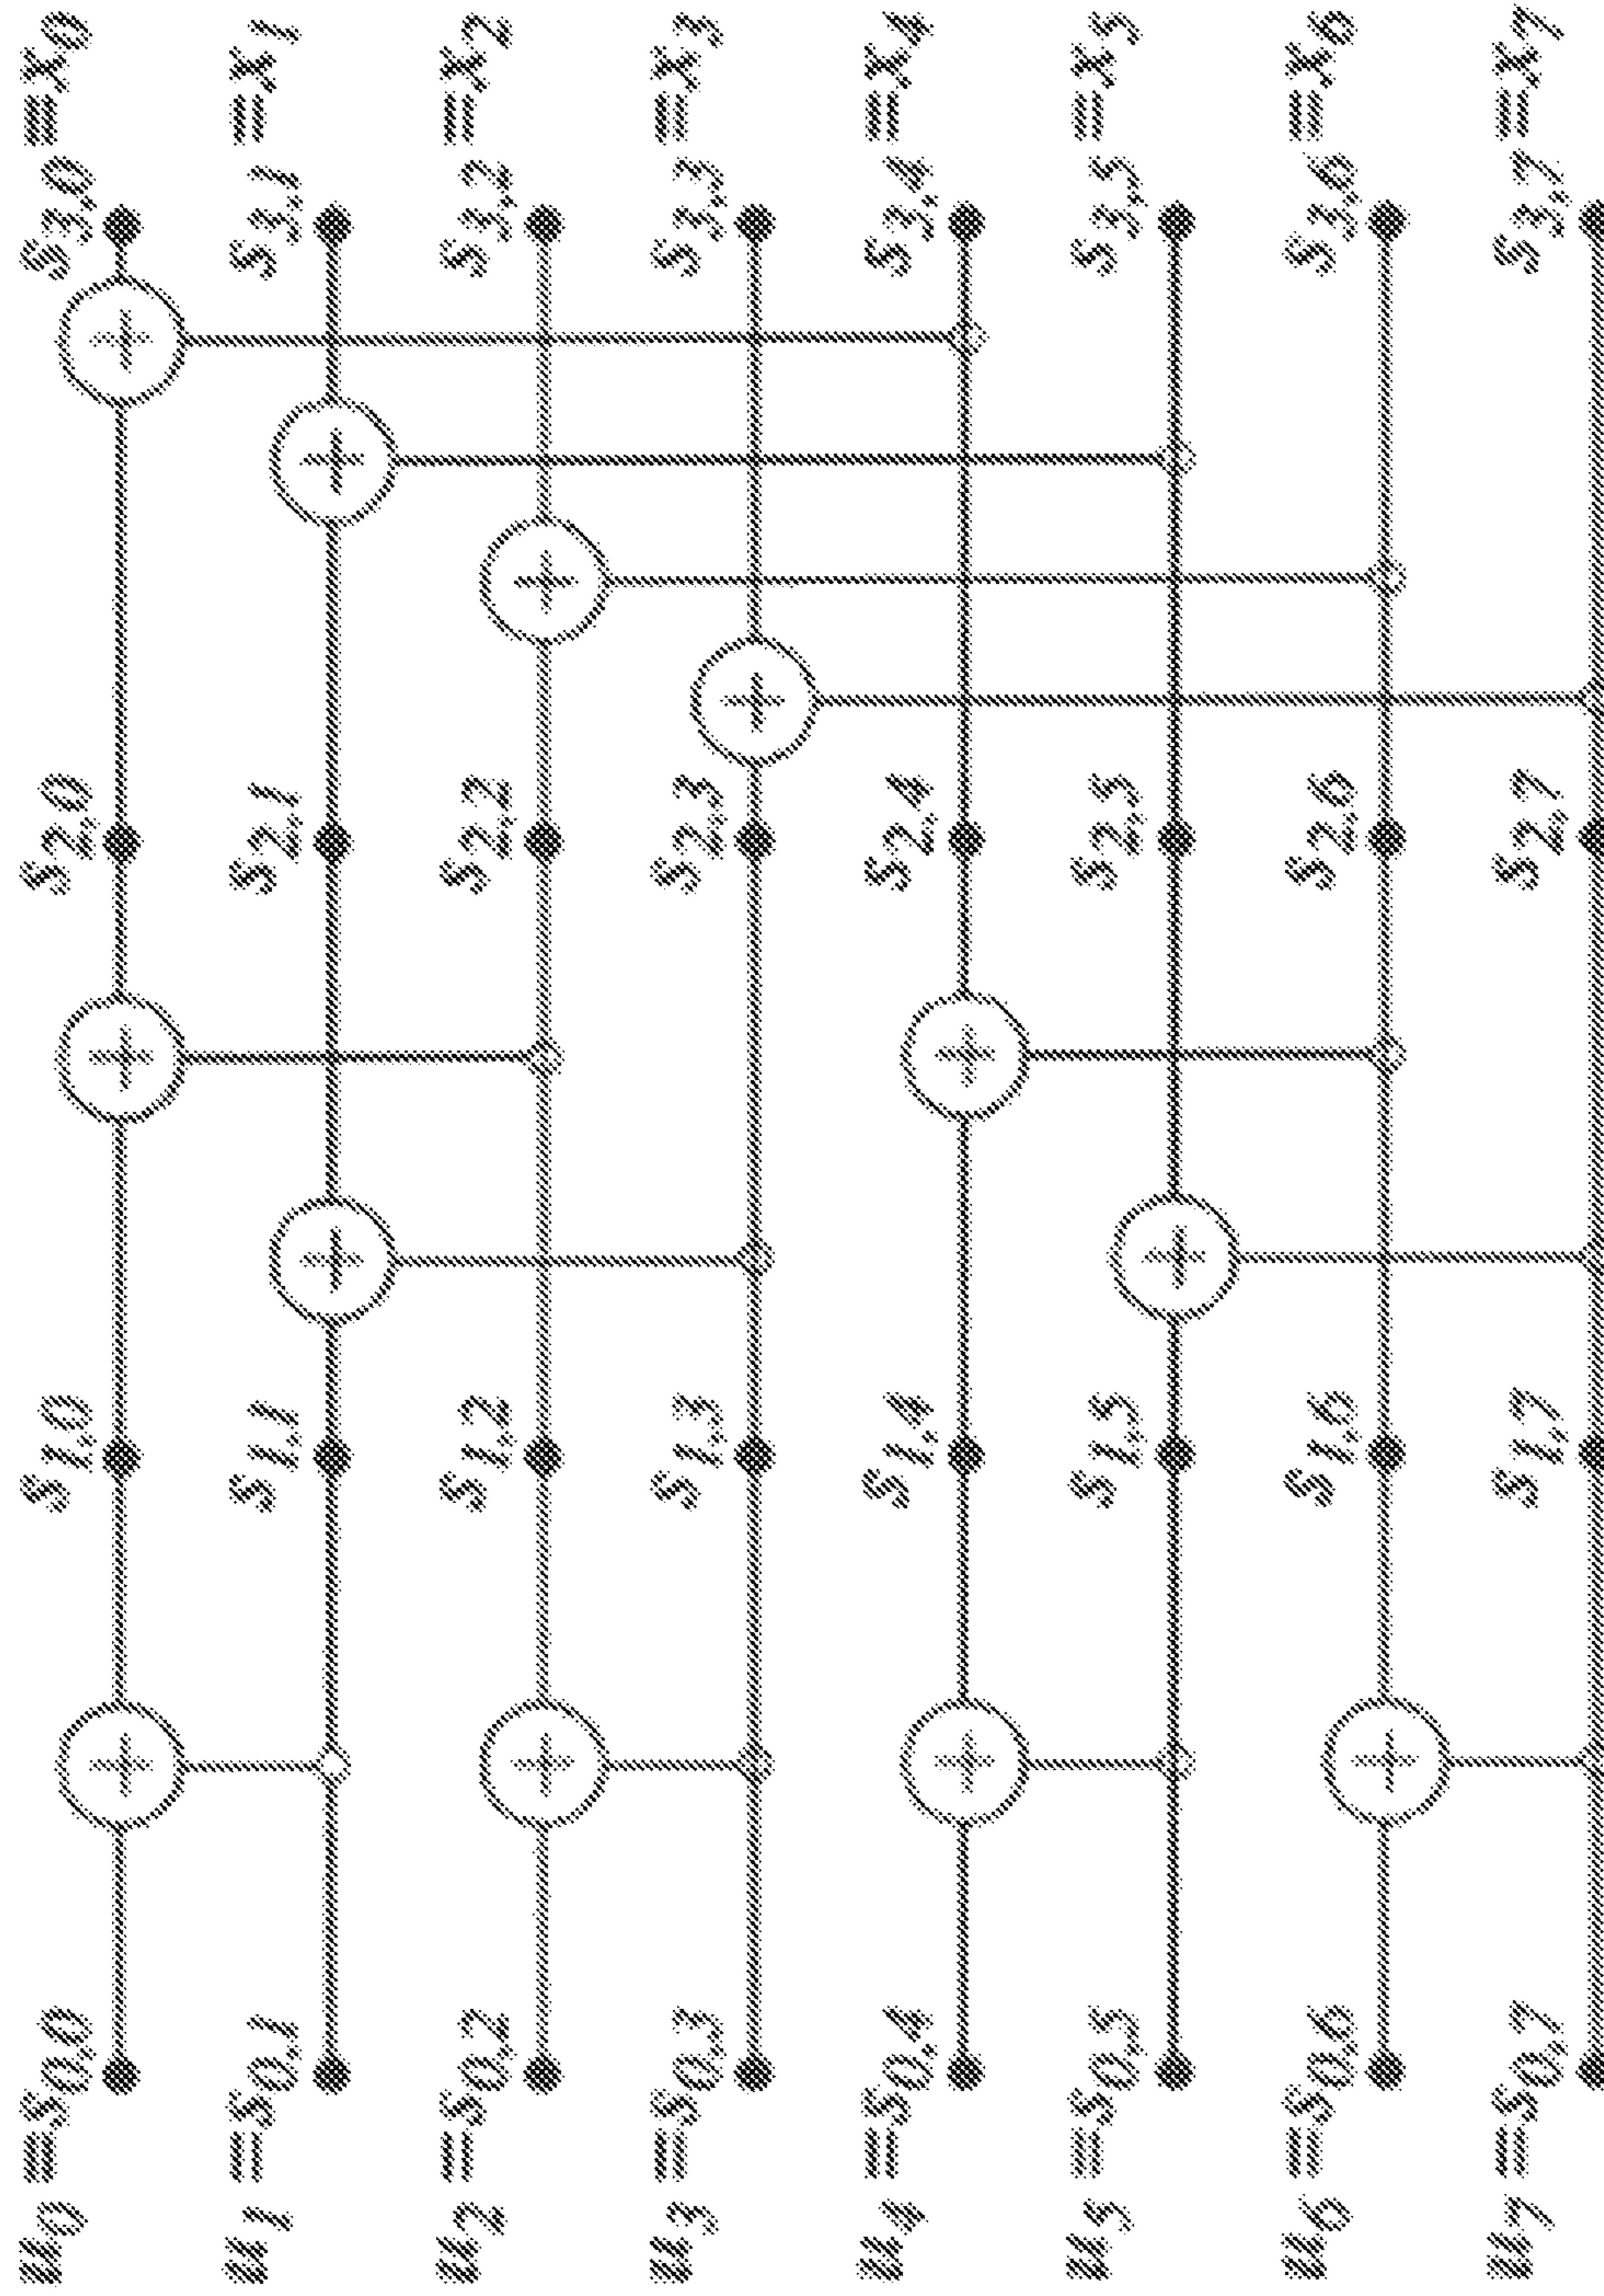 u0 =s0,0 s1,0 s2,0 s3,0 =x0
u1 =s0,1 s1,1 s2,1 s3,1 =x1
u2 =s0,2 s1,2 s2,2 s3,2 =x2
u3 =s0,3 s1,3 s2,3 s3,3 =x3
u4 =s0,4 s1,4 s2,4 s3,4 =x4
u5 =s0,5 s1,5 s2,5 s3,5 =x5
u6 =s0,6 s1,6 s2,6 s3,6 =x6
u7 =s0,7 s1,7 s2,7 s3,7 =x7